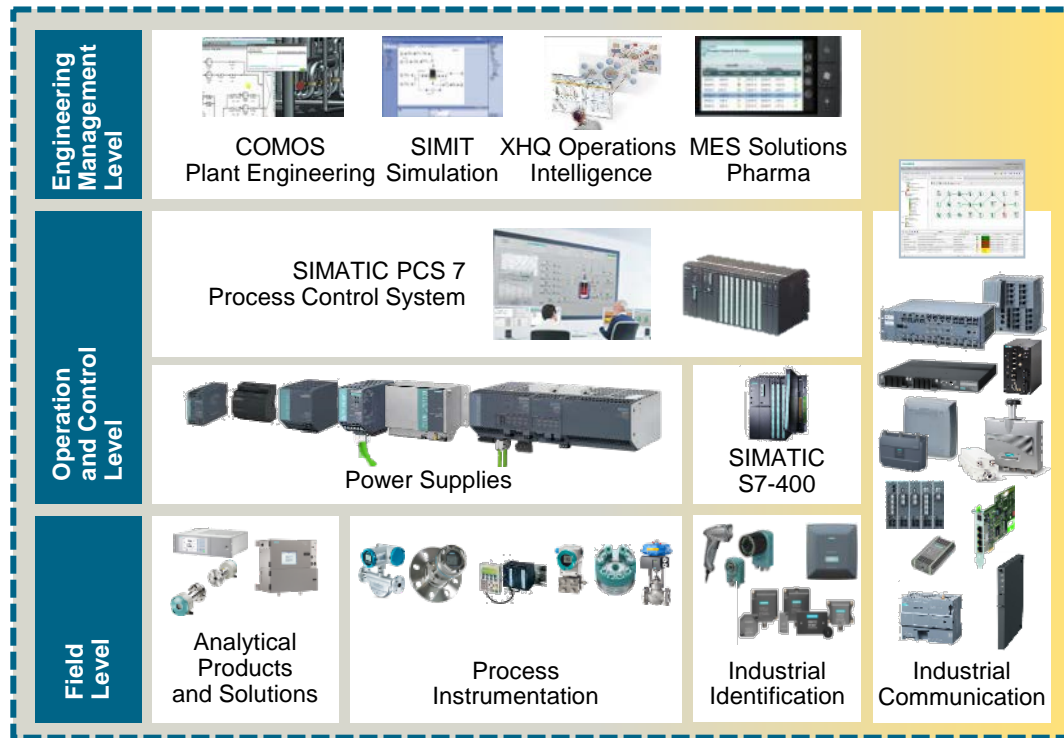 Engineering
Management
Level
COMOS
Plant Engineering
SIMIT
Simulation
XHQ Operations
Intelligence
MES Solutions
Pharma
Operation
and Control
Level
SIMATIC PCS 7
Process Control System
Power Supplies
SIMATIC
S7-400
Field
Level
Analytical
Products
and Solutions
Process
Instrumentation
Industrial
Identification
Industrial
Communication